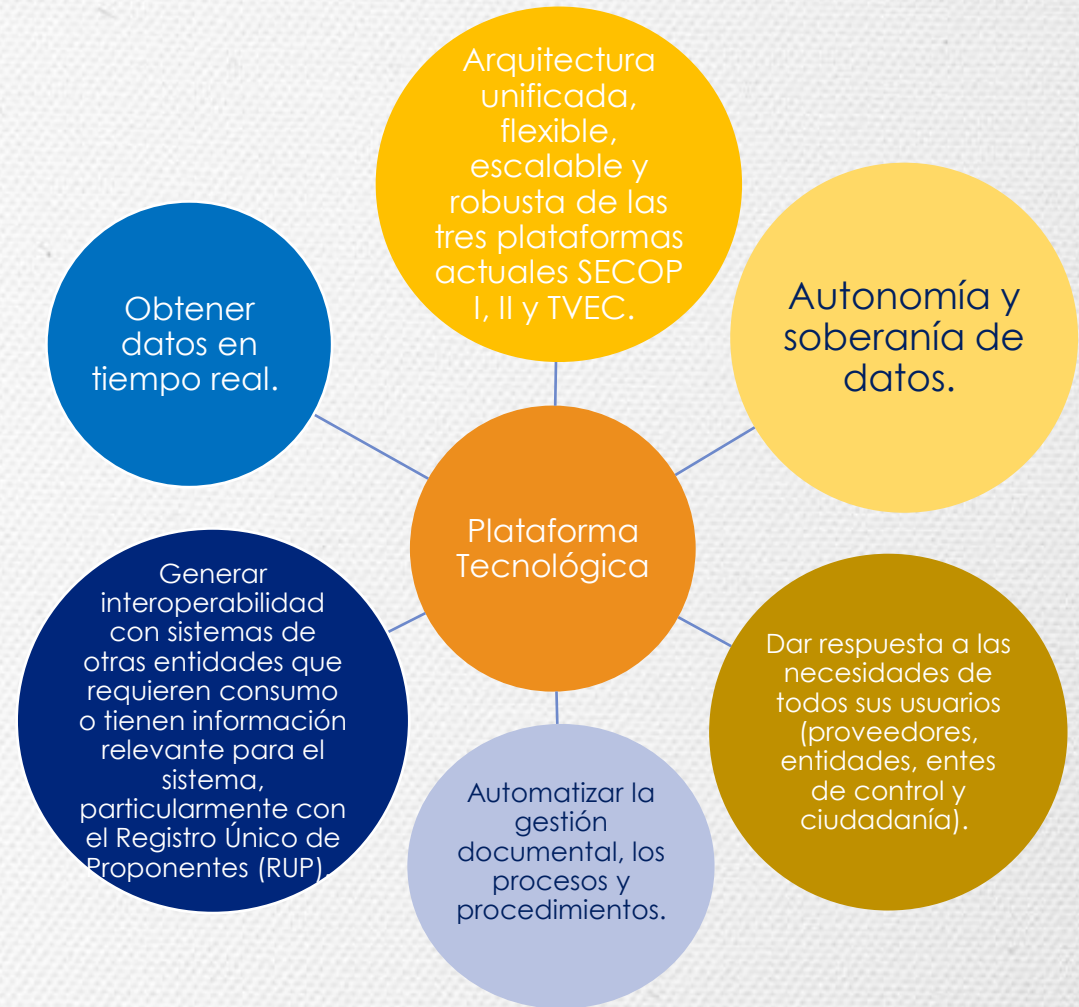 Arquitectura
unificada,
flexible,
escalable y
robusta de las
tres plataformas
actuales SECOP
I, II y TVEC.
Autonomía y
soberanía de
datos.
Dar respuesta a las
necesidades de
todos sus usuarios
(proveedores,
entidades, entes
de control y
ciudadanía).
Automatizar la
gestión
documental, los
procesos y
procedimientos.
Generar
interoperabilidad
con sistemas de
otras entidades que
requieren consumo
o tienen información
relevante para el
sistema,
particularmente con
el Registro Único de
Proponentes (RUP).
Obtener
datos en
tiempo real.
Plataforma
Tecnológica